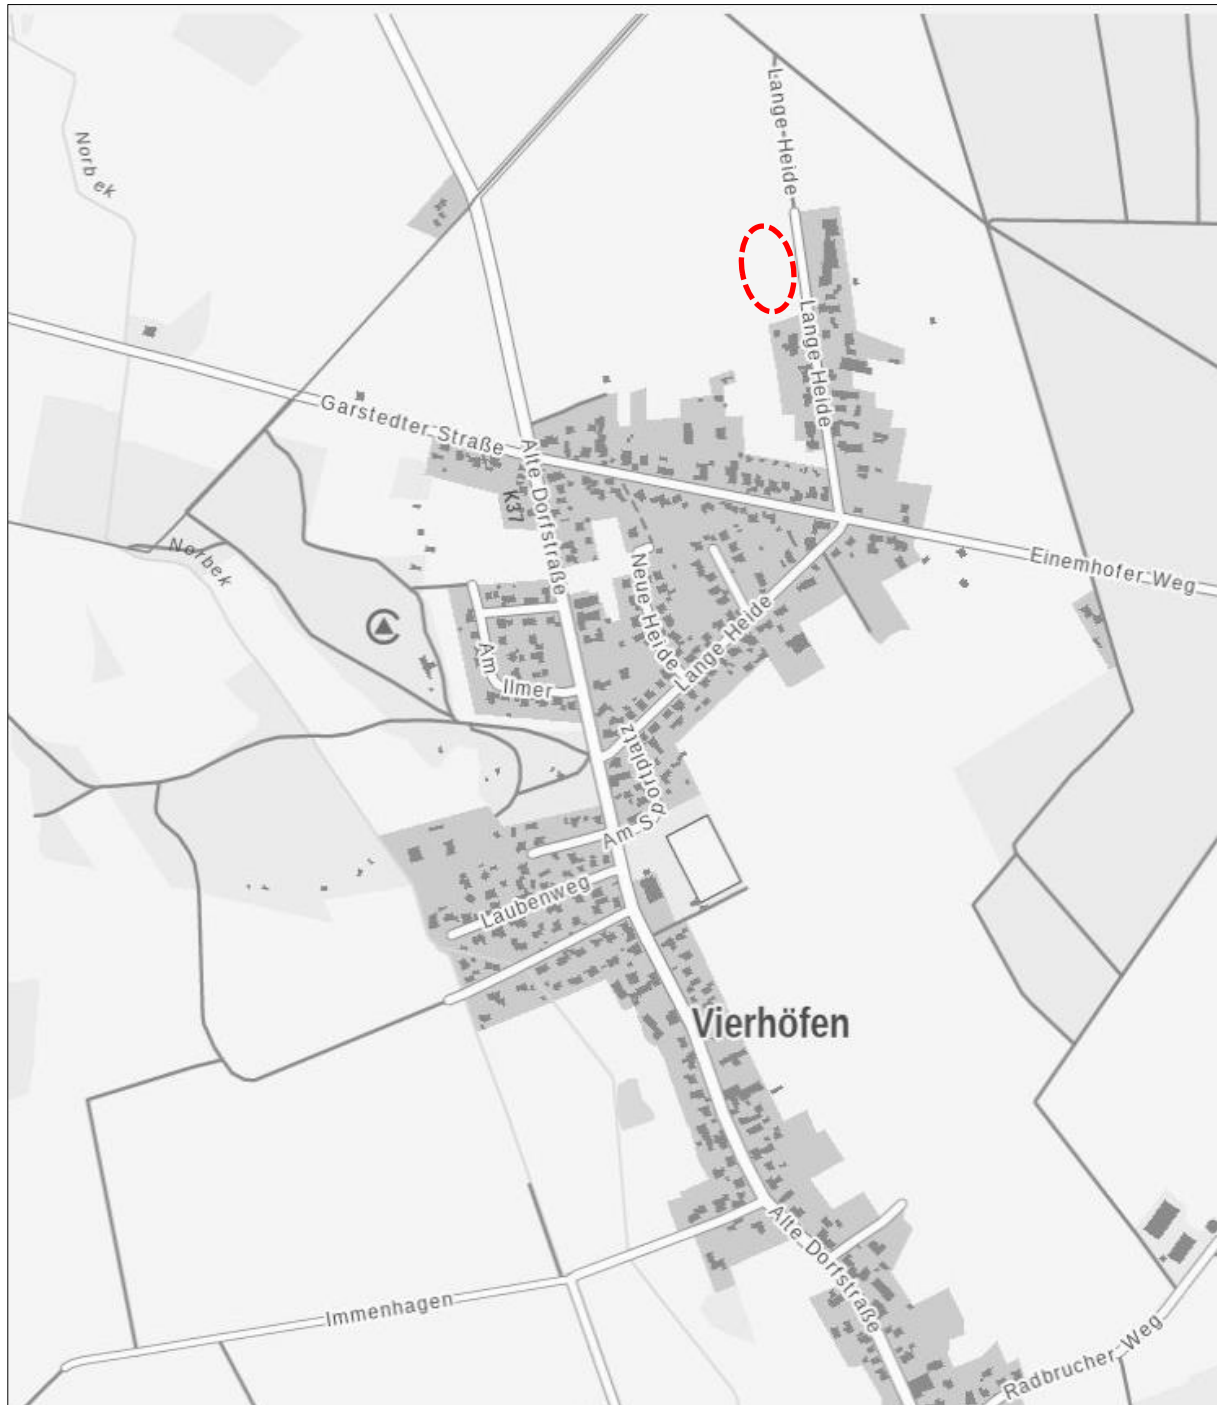 Lange-Heide
Norbek
Lange-Heide
Garstedter Straße
Alte Dorfstraße
K37
Norbek
Einemhofer Weg
Neue-Heide
Lange-Heide
Am Ilmer
Am Sportplatz
Laubenweg
Vierhöfen
Alte Dorfstraße
Immenhagen
Radbrucher-Weg